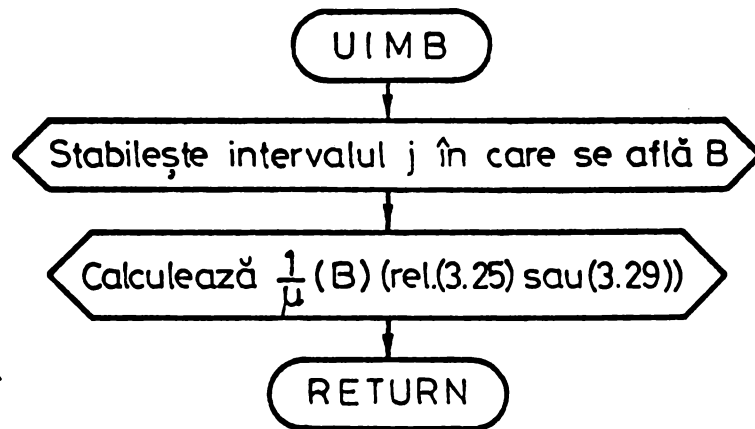 UIMB
Stabilește intervalul j în care se află B
Calculează 1/μ (B) (rel.(3.25) sau (3.29))
RETURN